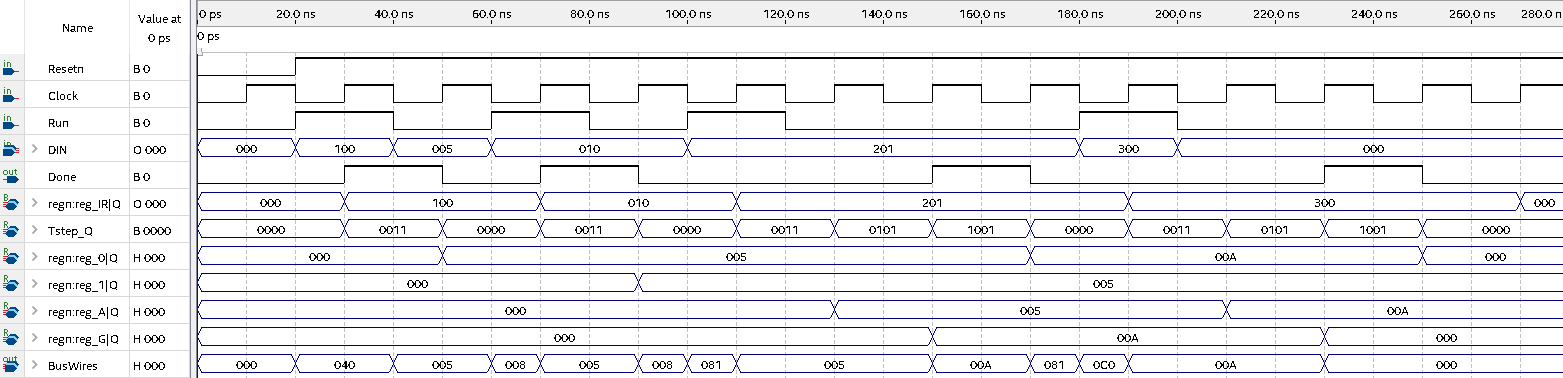 Name Value at 0 ps 0 ps 20.0 ns 40.0 ns 60.0 ns 80.0 ns 100.0 ns 120.0 ns 140.0 ns 160.0 ns 180.0 ns 200.0 ns 220.0 ns 240.0 ns 260.0 ns 280.0 n
0 ps
in Resetn B 0
in Clock B 0
in Run B 0
in DIN O 000 000 100 005 010 201 300 000
out Done B 0
R regn:reg_IR|Q O 000 000 100 010 201 300 000
R Tstep_Q B 0000 0000 0011 0000 0011 0000 0011 0101 1001 0000 0011 0101 1001 0000
R regn:reg_0|Q H 000 000 005 00A 000
R regn:reg_1|Q H 000 000 005
R regn:reg_A|Q H 000 000 005 00A
R regn:reg_G|Q H 000 000 00A 000
out BusWires H 000 000 040 005 008 005 008 081 005 00A 081 0C0 00A 000